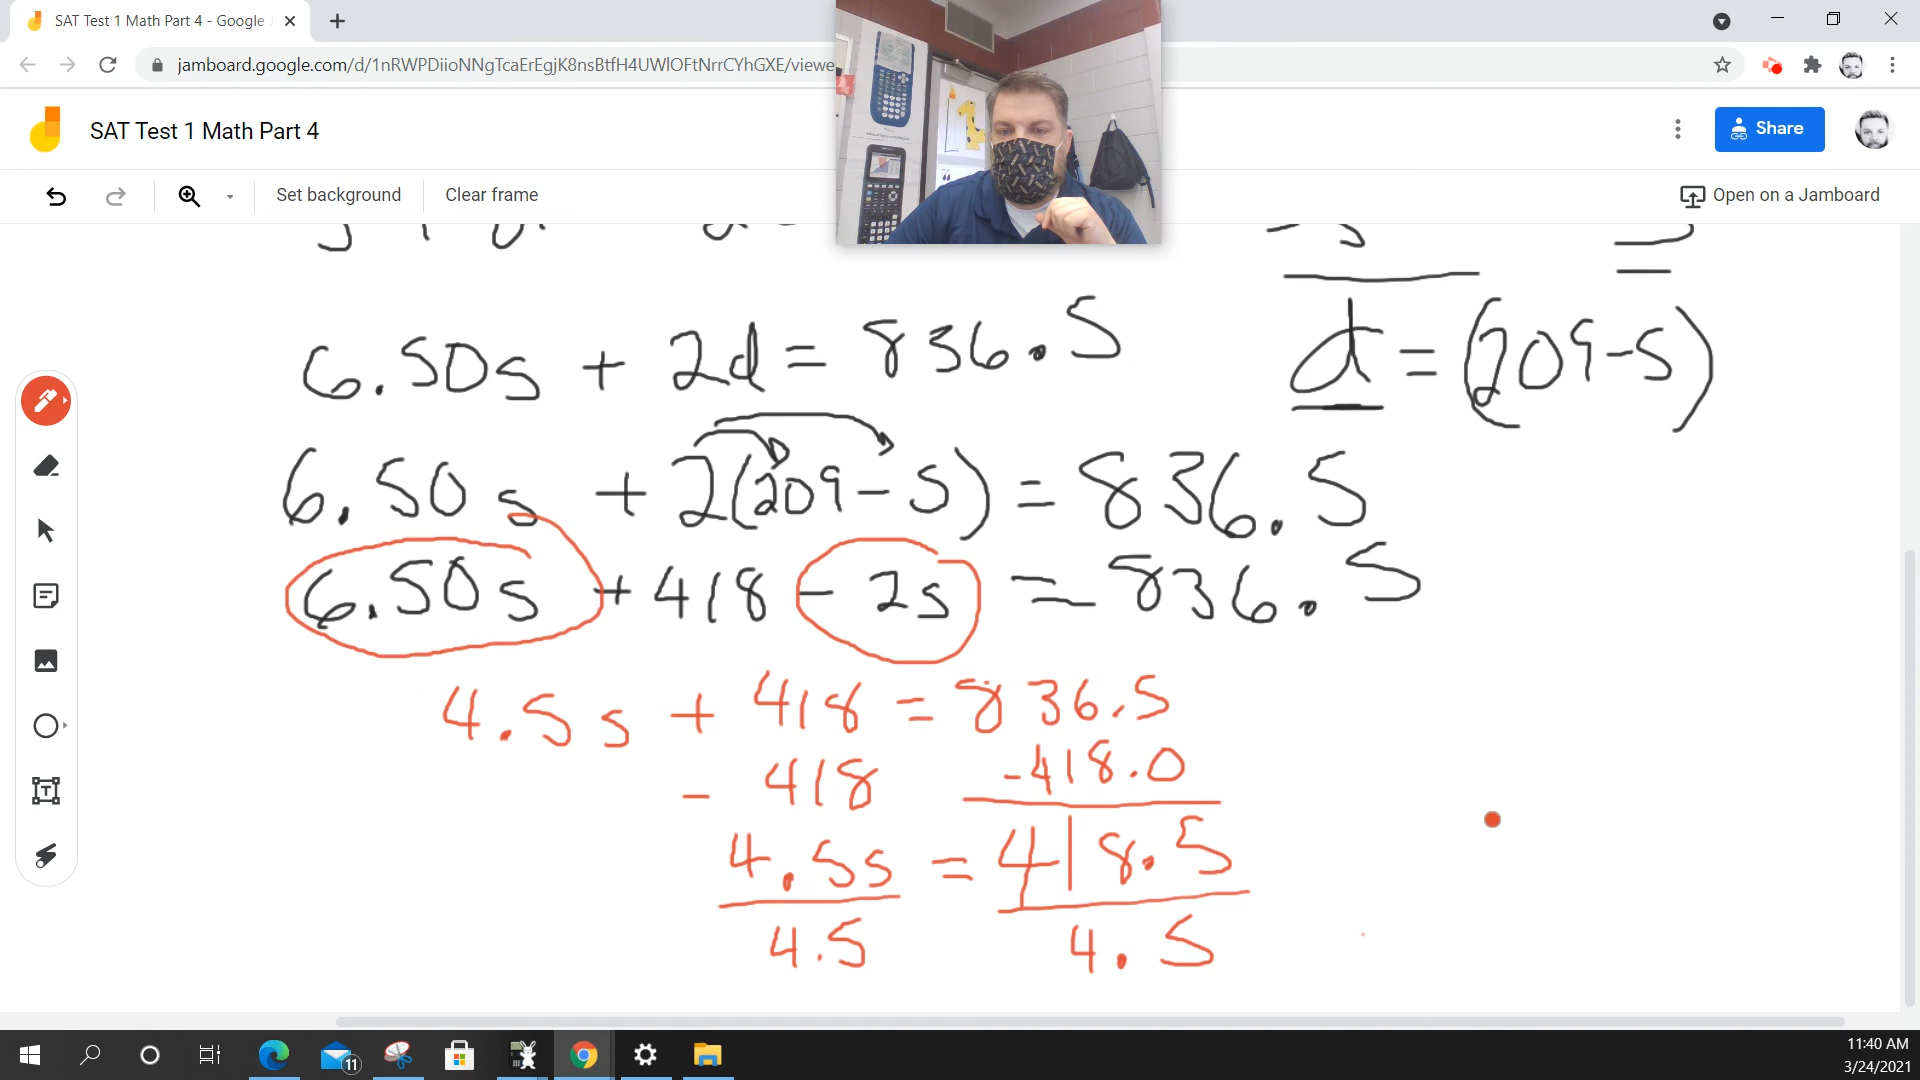 SAT Test 1 Math Part 4 - Google J
jamboard.google.com/d/1nRWPDiioNNgTcaErEgjK8nsBtfH4UWlOFtNrrCYhGXE/viewe
SAT Test 1 Math Part 4
Share
Set background
Clear frame
Open on a Jamboard
6.50s + 2d = 836.5
d = (209-s)
6.50s + 2(209-s) = 836.5
6.50s + 418 - 2s = 836.5
4.5s + 418 = 836.5
- 418 -418.0
4.5s = 418.5
4.5 4.5
11
11:40 AM
3/24/2021